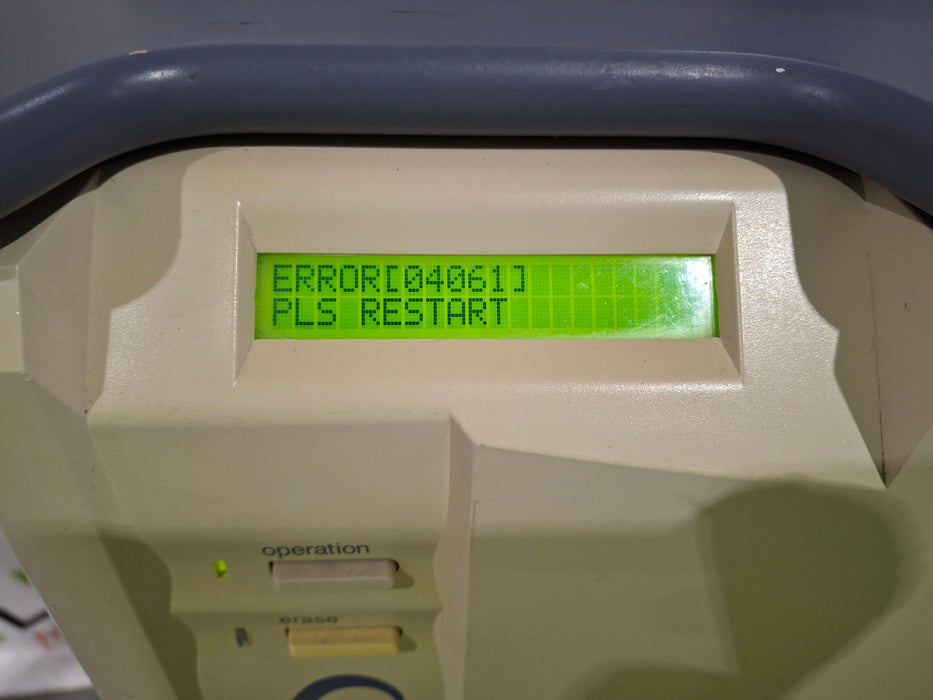 ERROR[04061]
PLS RESTART
operation
erase